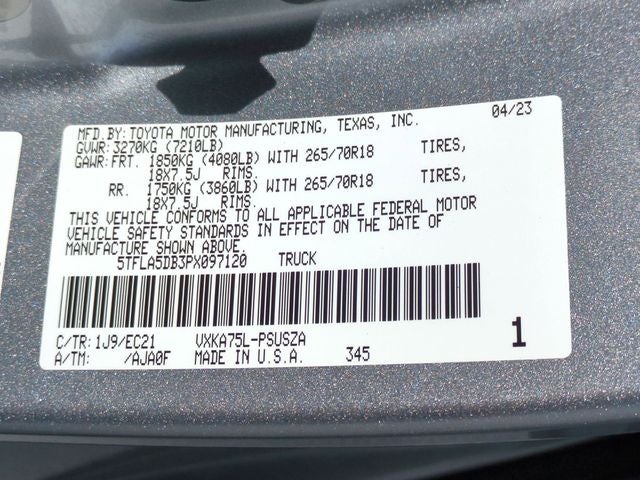 MFD.BY: TOYOTA MOTOR MANUFACTURING, TEXAS, INC. 04/23
GVWR: 3270KG (7210LB)
GAWR: FRT. 1850KG (4080LB) WITH 265/70R18 TIRES,
18X7.5J RIMS.
RR. 1750KG (3860LB) WITH 265/70R18 TIRES,
18X7.5J RIMS.
THIS VEHICLE CONFORMS TO ALL APPLICABLE FEDERAL MOTOR
VEHICLE SAFETY STANDARDS IN EFFECT ON THE DATE OF
MANUFACTURE SHOWN ABOVE.
5TFLA5DB3PX097120 TRUCK
C/TR: 1J9/EC21 VXKA75L-PSUSZA
A/TM: /AJA0F MADE IN U.S.A. 345 1